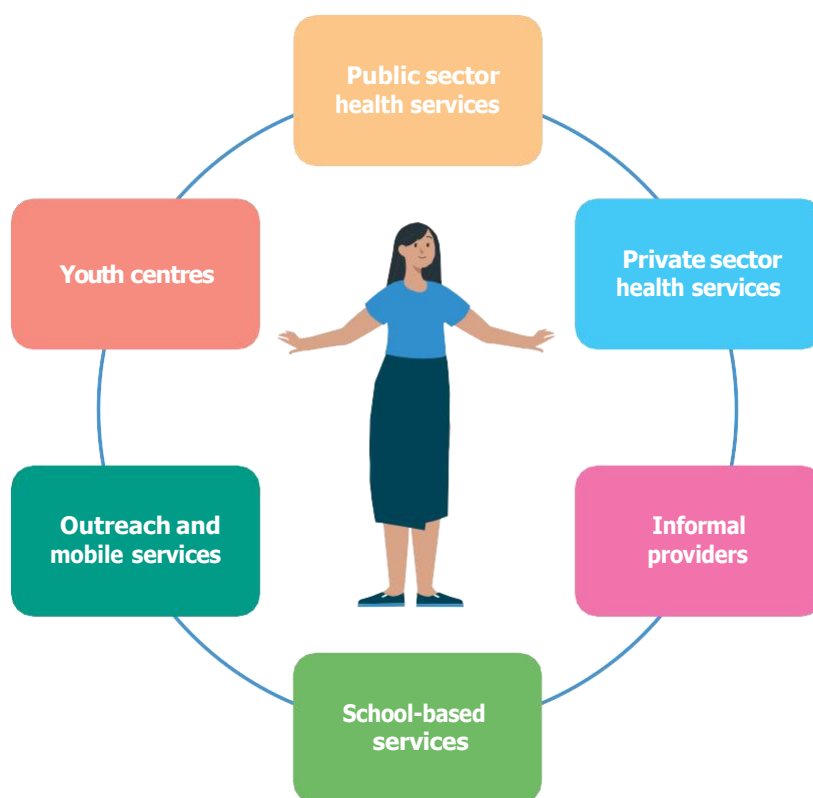 Public sector
health services
Youth centres
Private sector
health services
Outreach and
mobile services
Informal
providers
School-based
services